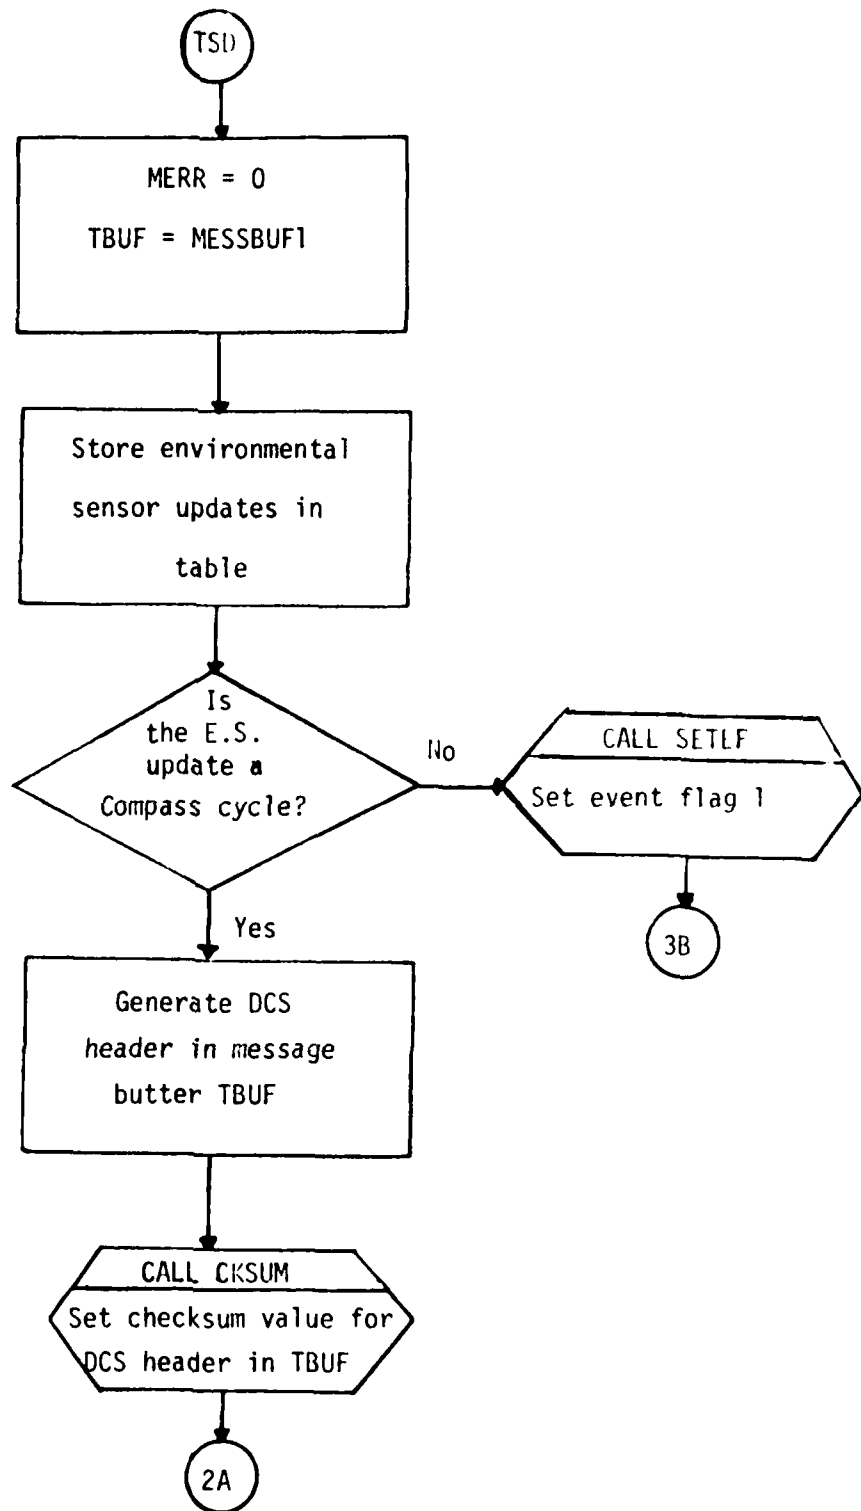 TSD
MERR = 0
TBUF = MESSBUF1
Store environmental
sensor updates in
table
Is
the E.S.
update a
Compass cycle?
No
CALL SETLF
Set event flag 1
3B
Yes
Generate DCS
header in message
butter TBUF
CALL CKSUM
Set checksum value for
DCS header in TBUF
2A